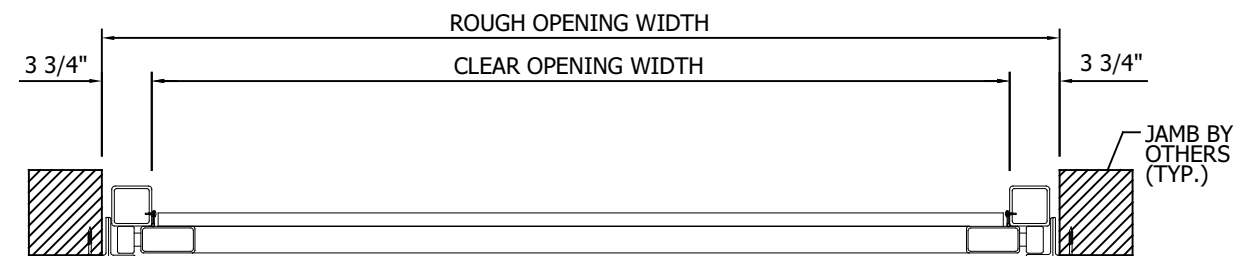 ROUGH OPENING WIDTH
3 3/4"
CLEAR OPENING WIDTH
3 3/4"
JAMB BY
OTHERS
(TYP.)